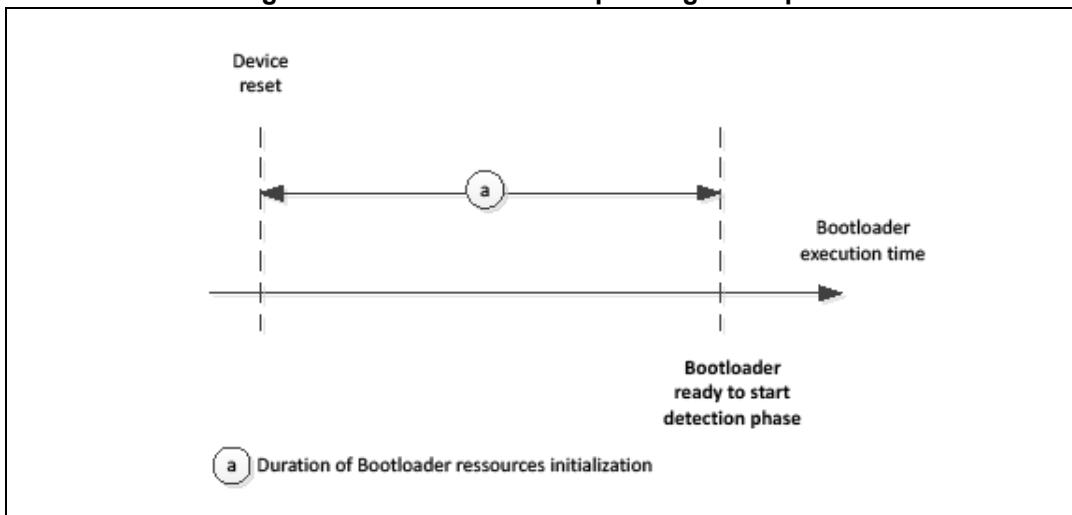 Device
reset
a
Bootloader
execution time
Bootloader
ready to start
detection phase
a Duration of Bootloader ressources initialization